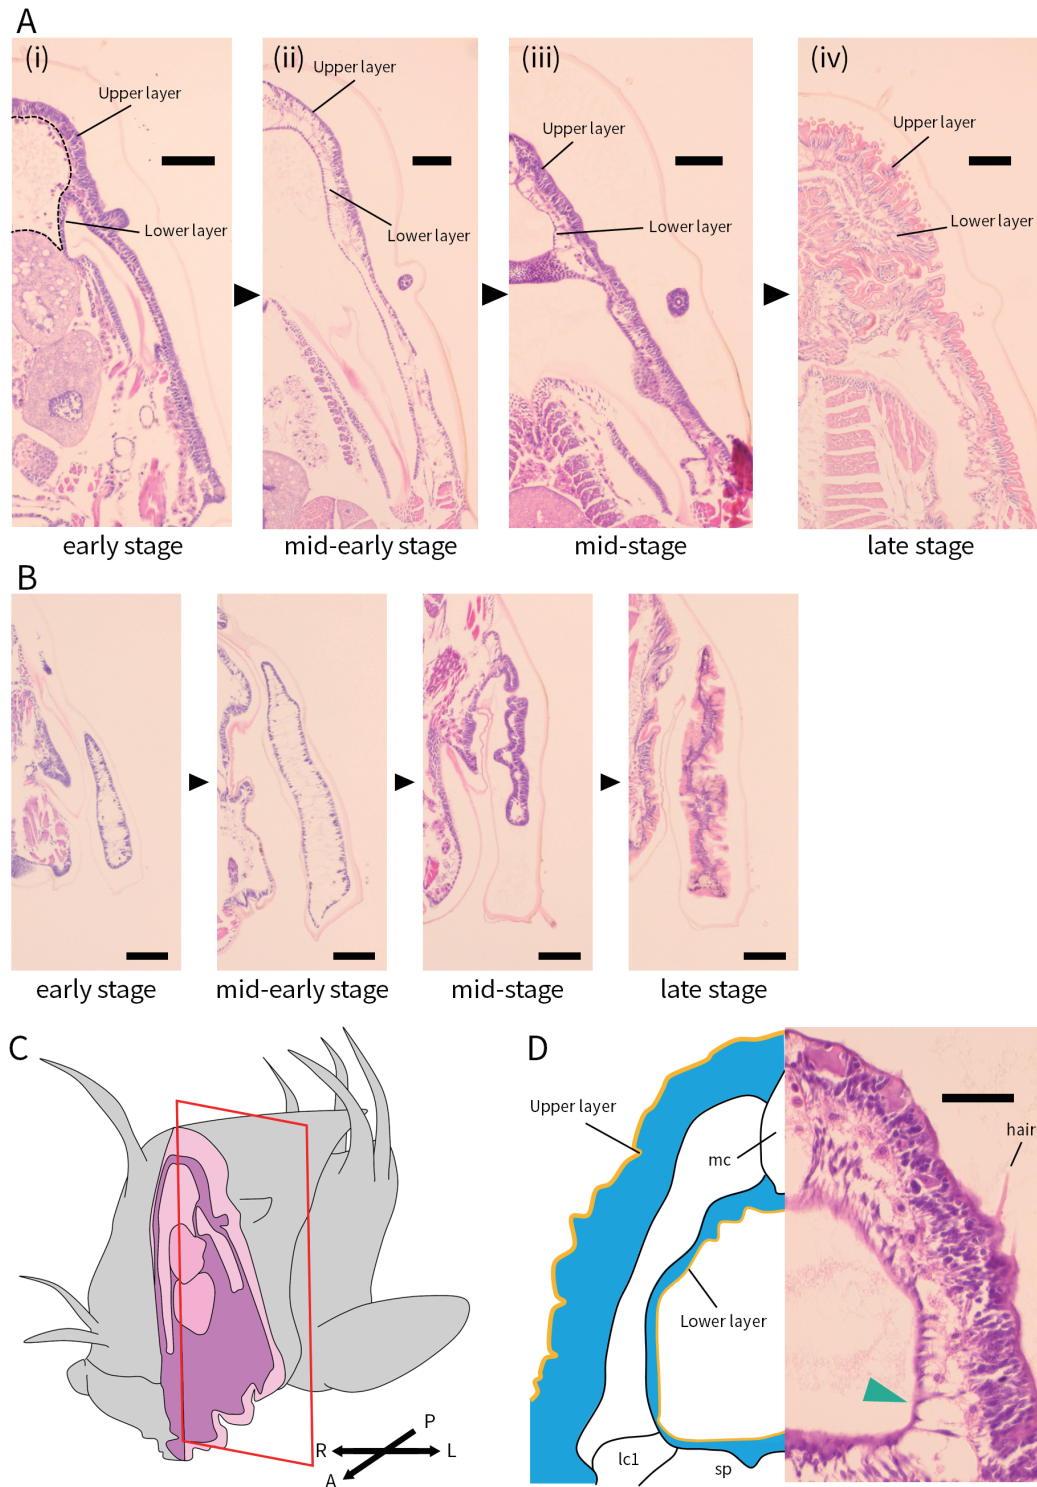 A
(i)
(ii)
(iii)
(iv)
Upper layer
Upper layer
Upper layer
Upper layer
Lower layer
Lower layer
Lower layer
Lower layer
early stage
mid-early stage
mid-stage
late stage
B
early stage
mid-early stage
mid-stage
late stage
C
P
R
L
A
D
Upper layer
mc
hair
Lower layer
lc1
sp